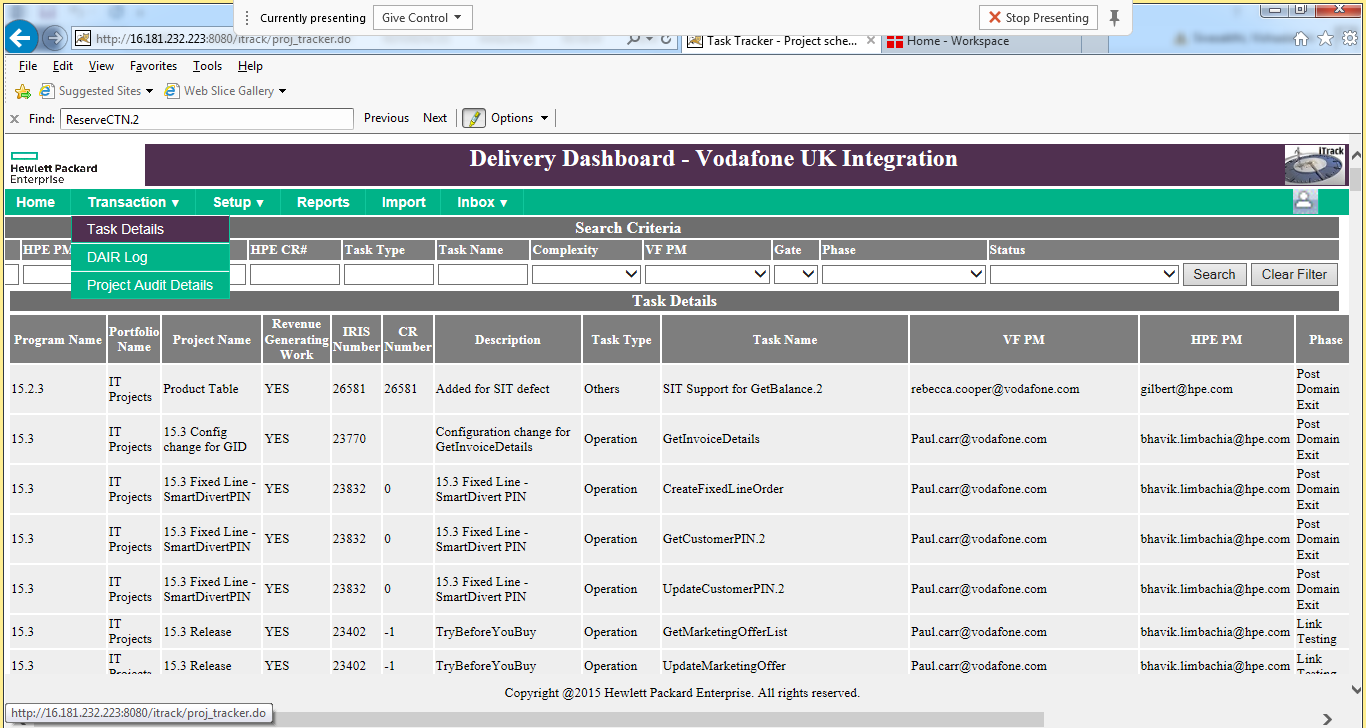 Currently presenting
Give Control
Stop Presenting
http://16.181.232.223:8080/itrack/proj_tracker.do
Task Tracker - Project sche...
Home - Workspace
File Edit View Favorites Tools Help
Suggested Sites
Web Slice Gallery
x Find: ReserveCTN.2 Previous Next Options
Hewlett Packard
Enterprise
Delivery Dashboard - Vodafone UK Integration
iTrack
Home Transaction ▼ Setup ▼ Reports Import Inbox ▼
Task Details
DAIR Log
Project Audit Details
Search Criteria
HPE PM HPE CR# Task Type Task Name Complexity VF PM Gate Phase Status
Search Clear Filter
Task Details
Program Name Portfolio Name Project Name Revenue Generating Work IRIS Number CR Number Description Task Type Task Name VF PM HPE PM Phase
15.2.3 IT Projects Product Table YES 26581 26581 Added for SIT defect Others SIT Support for GetBalance.2 rebecca.cooper@vodafone.com gilbert@hpe.com Post Domain Exit
15.3 IT Projects 15.3 Config change for GID YES 23770 Configuration change for GetInvoiceDetails Operation GetInvoiceDetails Paul.carr@vodafone.com bhavik.limbachia@hpe.com Post Domain Exit
15.3 IT Projects 15.3 Fixed Line - SmartDivertPIN YES 23832 0 15.3 Fixed Line - SmartDivert PIN Operation CreateFixedLineOrder Paul.carr@vodafone.com bhavik.limbachia@hpe.com Post Domain Exit
15.3 IT Projects 15.3 Fixed Line - SmartDivertPIN YES 23832 0 15.3 Fixed Line - SmartDivert PIN Operation GetCustomerPIN.2 Paul.carr@vodafone.com bhavik.limbachia@hpe.com Post Domain Exit
15.3 IT Projects 15.3 Fixed Line - SmartDivertPIN YES 23832 0 15.3 Fixed Line - SmartDivert PIN Operation UpdateCustomerPIN.2 Paul.carr@vodafone.com bhavik.limbachia@hpe.com Post Domain Exit
15.3 IT Projects 15.3 Release YES 23402 -1 TryBeforeYouBuy Operation GetMarketingOfferList Paul.carr@vodafone.com bhavik.limbachia@hpe.com Link Testing
15.3 IT Projects 15.3 Release YES 23402 -1 TryBeforeYouBuy Operation UpdateMarketingOffer Paul.carr@vodafone.com bhavik.limbachia@hpe.com Link Testing
Copyright @2015 Hewlett Packard Enterprise. All rights reserved.
http://16.181.232.223:8080/itrack/proj_tracker.do